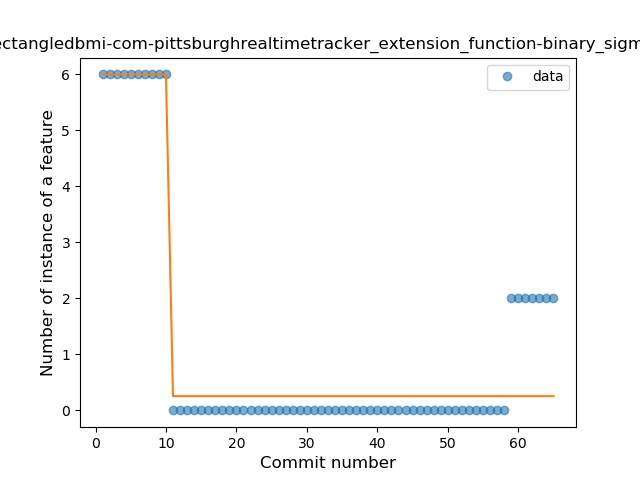 ectangledbmi-com-pittsburghrealtimetracker_extension_function-binary_sigm
data
Number of instance of a feature
6
5
4
3
2
1
0
0 10 20 30 40 50 60
Commit number